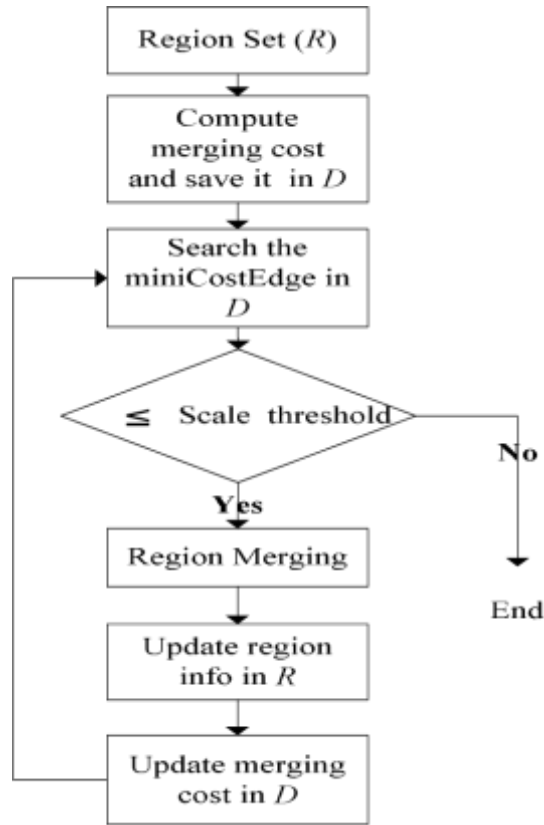 Region Set (R)
Compute
merging cost
and save it in D
Search the
miniCostEdge in
D
≤ Scale threshold
No
Yes
Region Merging
End
Update region
info in R
Update merging
cost in D